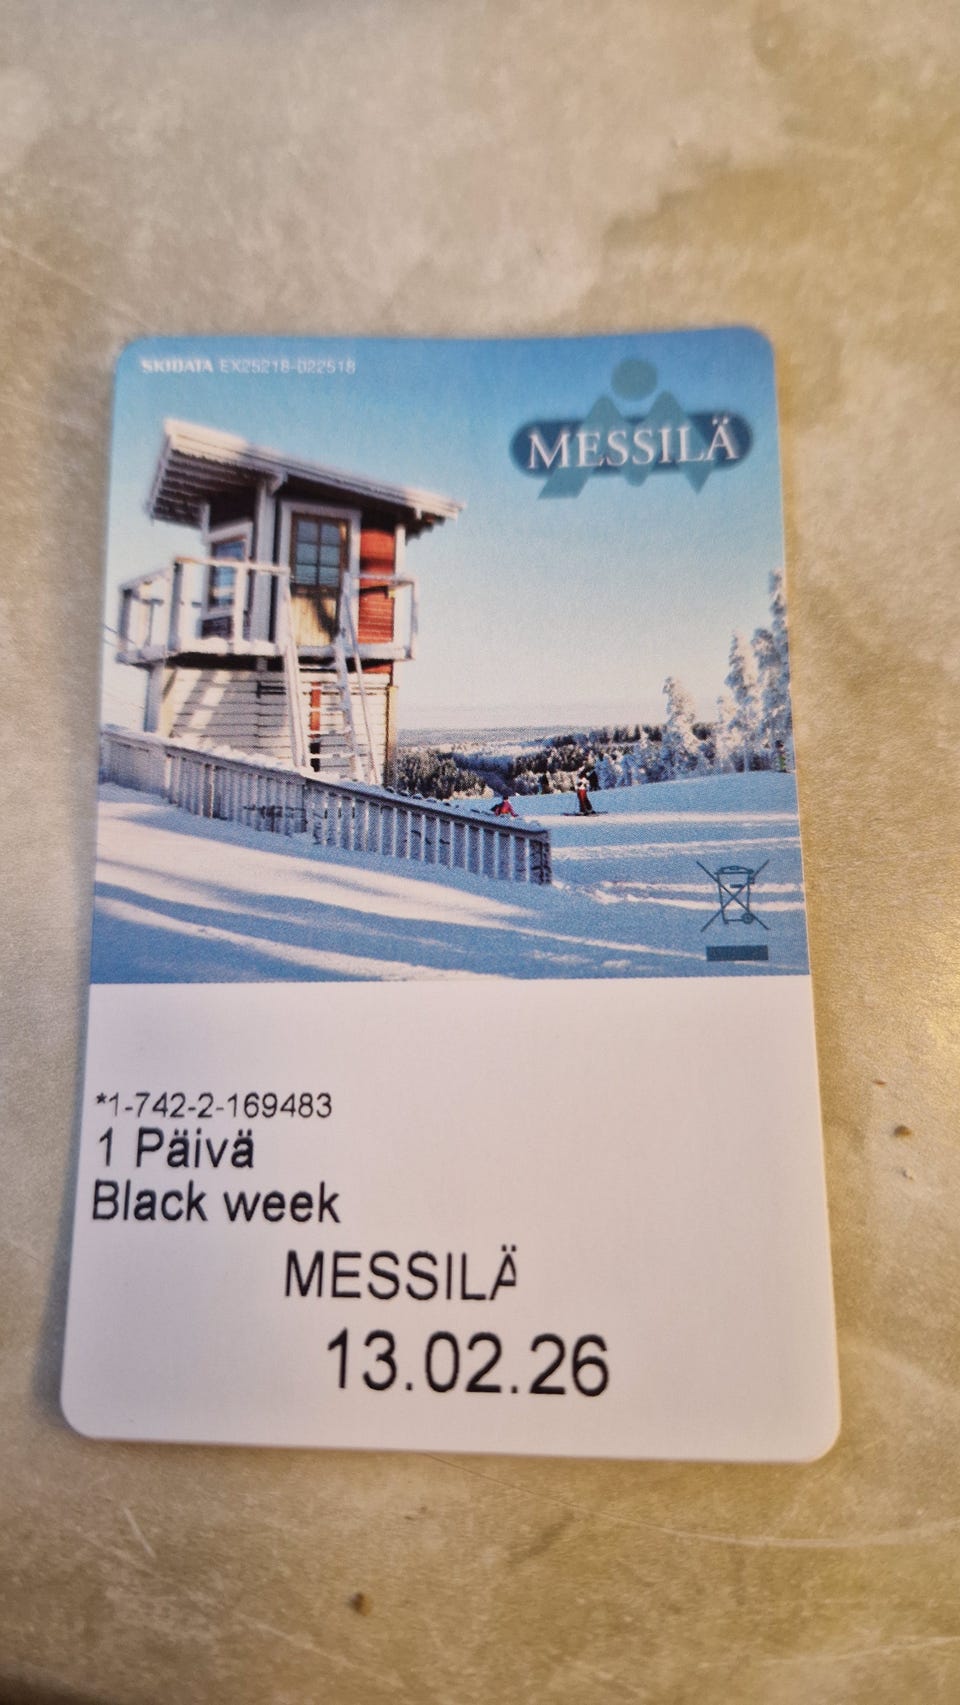 SKIDATA EX25218-022518
MESSILÄ
*1-742-2-169483
1 Päivä
Black week
MESSILÄ
13.02.26